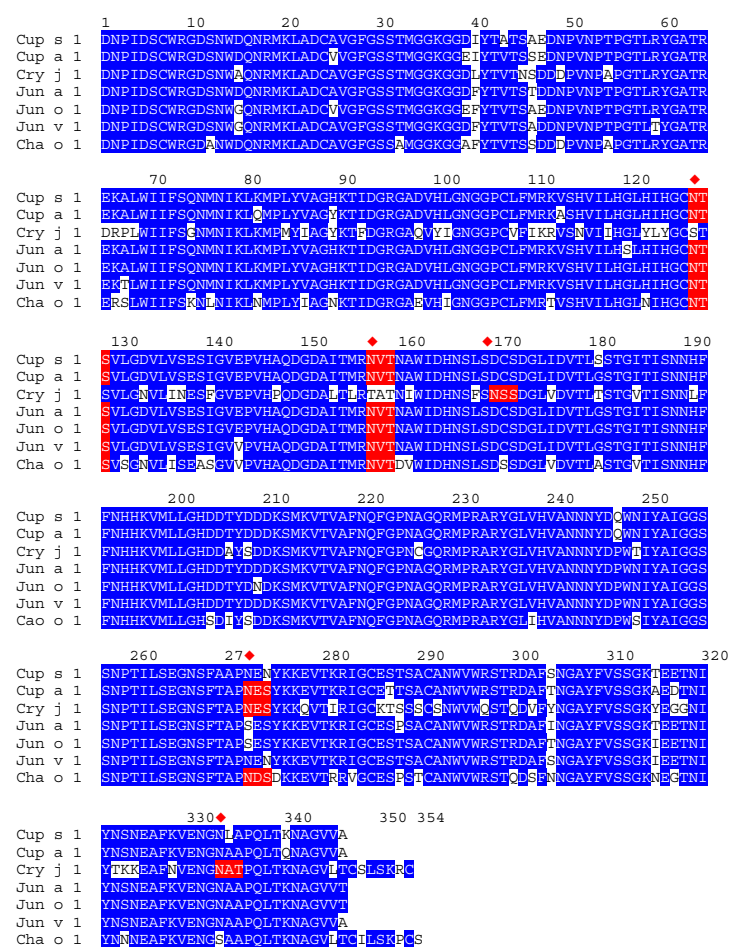 1 10 20 30 40 50 60
Cup s 1 DNPIDSCWRGDSNWDQNRMKLADCAVGFGSSTMGGKGGDIYTATSAEDNPVNPTPGTLRYGATR
Cup a 1 DNPIDSCWRGDSNWDQNRMKLADCVVGFGSSTMGGKGGEIYTVTSSEDNPVNPTPGTLRYGATR
Cry j 1 DNPIDSCWRGDSNWAQNRMKLADCAVGFGSSTMGGKGGDLYTVTNSDDDPVNPAPGTLRYGATR
Jun a 1 DNPIDSCWRGDSNWDQNRMKLADCAVGFGSSTMGGKGGDFYTVTSTDDNPVNPTPGTLRYGATR
Jun o 1 DNPIDSCWRGDSNWGQNRMKLADCVVGFGSSTMGGKGGEFYTVTSAEDNPVNPTPGTLRYGATR
Jun v 1 DNPIDSCWRGDSNWGQNRMKLADCAVGFGSSTMGGKGGDFYTVTSADDNPVNPTPGTLTYGATR
Cha o 1 DNPIDSCWRGDANWDQNRMKLADCAVGFGSSAMGGKGGAFYTVTSSDDDPVNPAPGTLRYGATR
70 80 90 100 110 120 ◆
Cup s 1 EKALWIIFSQNMNIKLKMPLYVAGHKTIDGRGADVHLGNGGPCLFMRKVSHVILHGLHIHGCNT
Cup a 1 EKALWIIFSQNMNIKLQMPLYVAGYKTIDGRGADVHLGNGGPCLFMRKASHVILHGLHIHGCNT
Cry j 1 DRPLWIIFSGNMNIKLKMPMYIAGYKTFDGRGAQVYIGNGGPCVFIKRVSNVIIHGLYLYGCST
Jun a 1 EKALWIIFSQNMNIKLKMPLYVAGHKTIDGRGADVHLGNGGPCLFMRKVSHVILHSLHIHGCNT
Jun o 1 EKALWIIFSQNMNIKLKMPLYVAGHKTIDGRGADVHLGNGGPCLFMRKVSHVILHGLHIHGCNT
Jun v 1 EKTLWIIFSQNMNIKLKMPLYVAGHKTIDGRGADVHLGNGGPCLFMRKVSHVILHGLHIHGCNT
Cha o 1 ERSLWIIFSKNLNIKLNMPLYIAGNKTIDGRGAEVHIGNGGPCLFMRTVSHVILHGLNIHGCNT
130 140 150 ◆ 160 ◆ 170 180 190
Cup s 1 SVLGDVLVSESIGVEPVHAQDGDAITMRNVTNAWIDHNSLSDCSDGLIDVTLSSTGITISNNHF
Cup a 1 SVLGDVLVSESIGVEPVHAQDGDAITMRNVTNAWIDHNSLSDCSDGLIDVTLGSTGITISNNHF
Cry j 1 SVLGNVLINESFGVEPVHPQDGDALTLRTATNIWIDHNSFSNSSDGLVDVTLTSTGVTISNNLF
Jun a 1 SVLGDVLVSESIGVEPVHAQDGDAITMRNVTNAWIDHNSLSDCSDGLIDVTLGSTGITISNNHF
Jun o 1 SVLGDVLVSESIGVEPVHAQDGDAITMRNVTNAWIDHNSLSDCSDGLIDVTLGSTGITISNNHF
Jun v 1 SVLGDVLVSESIGVVPVHAQDGDAITMRNVTNAWIDHNSLSDCSDGLIDVTLGSTGITISNNHF
Cha o 1 SVSGNVLISEASGVVPVHAQDGDAITMRNVTDVWIDHNSLSDSSDGLVDVTLASTGVTISNNHF
200 210 220 230 240 250
Cup s 1 FNHHKVMLLGHDDTYDDDKSMKVTVAFNQFGPNAGQRMPRARYGLVHVANNNYDQWNIYAIGGS
Cup a 1 FNHHKVMLLGHDDTYDDDKSMKVTVAFNQFGPNAGQRMPRARYGLVHVANNNYDQWNIYAIGGS
Cry j 1 FNHHKVMLLGHDDAYSDDKSMKVTVAFNQFGPNCGQRMPRARYGLVHVANNNYDPWTIYAIGGS
Jun a 1 FNHHKVMLLGHDDTYDDDKSMKVTVAFNQFGPNAGQRMPRARYGLVHVANNNYDPWNIYAIGGS
Jun o 1 FNHHKVMLLGHDDTYDNDKSMKVTVAFNQFGPNAGQRMPRARYGLVHVANNNYDPWNIYAIGGS
Jun v 1 FNHHKVMLLGHDDTYDDDKSMKVTVAFNQFGPNAGQRMPRARYGLVHVANNNYDPWNIYAIGGS
Cao o 1 FNHHKVMLLGHSDIYSDDKSMKVTVAFNQFGPNAGQRMPRARYGLIHVANNNYDPWSIYAIGGS
260 270 ◆ 280 290 300 310 320
Cup s 1 SNPTILSEGNSFAAPNENYKKEVTKRIGCESTSACANWVWRSTRDAFSNGAYFVSSGKTEETNI
Cup a 1 SNPTILSEGNSFTAPNESYKKEVTKRIGCETTSACANWVWRSTRDAFTNGAYFVSSGKAEDTNI
Cry j 1 SNPTILSEGNSFTAPNESYKKQVTIRIGCKTSSSCSNWVWQSTQDVFYNGAYFVSSGKYEGGNI
Jun a 1 SNPTILSEGNSFTAPSESYKKEVTKRIGCESPSACANWVWRSTRDAFINGAYFVSSGKTEETNI
Jun o 1 SNPTILSEGNSFTAPSESYKKEVTKRIGCESTSACANWVWRSTRDAFTNGAYFVSSGKIEETNI
Jun v 1 SNPTILSEGNSFTAPNENYKKEVTKRIGCESTSACANWVWRSTRDAFSNGAYFVSSGKIEETNI
Cha o 1 SNPTILSEGNSFTAPNDSDKKEVTRRVGCESPSTCANWVWRSTQDSFNNGAYFVSSGKNEGTNI
330 ◆ 340 350 354
Cup s 1 YNSNEAFKVENGNLAPQLTKNAGVVA
Cup a 1 YNSNEAFKVENGNAAPQLTQNAGVVA
Cry j 1 YTKKEAFNVENGNATPQLTKNAGVLTCSLSKRC
Jun a 1 YNSNEAFKVENGNAAPQLTKNAGVVT
Jun o 1 YNSNEAFKVENGNAAPQLTKNAGVVT
Jun v 1 YNSNEAFKVENGNAAPQLTKNAGVVA
Cha o 1 YNNNEAFKVENGSAAPQLTKNAGVLTCILSKPCS